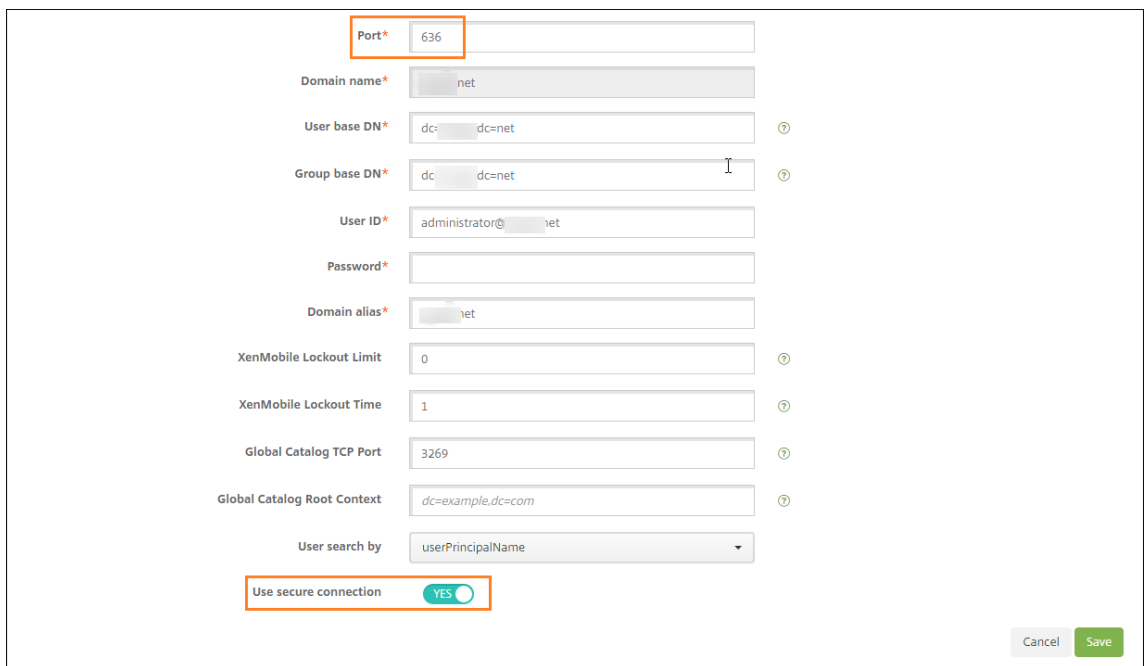 Port* 636
Domain name* net
User base DN* dc= dc=net
Group base DN* dc dc=net
User ID* administrator@ net
Password*
Domain alias* net
XenMobile Lockout Limit 0
XenMobile Lockout Time 1
Global Catalog TCP Port 3269
Global Catalog Root Context dc=example,dc=com
User search by userPrincipalName
Use secure connection YES
Cancel Save